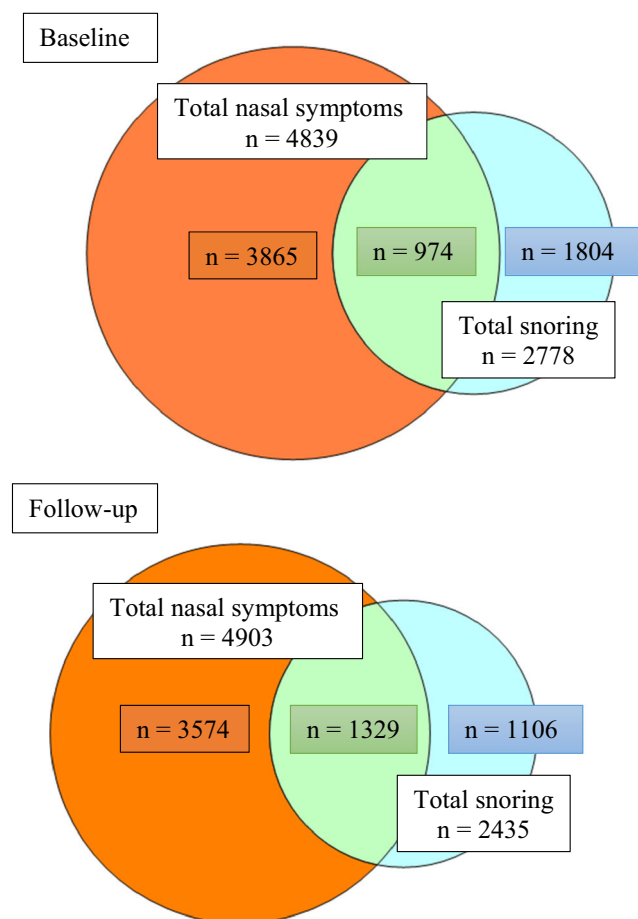 Baseline
Total nasal symptoms
n = 4839
n = 3865
n = 974
n = 1804
Total snoring
n = 2778
Follow-up
Total nasal symptoms
n = 4903
n = 3574
n = 1329
n = 1106
Total snoring
n = 2435